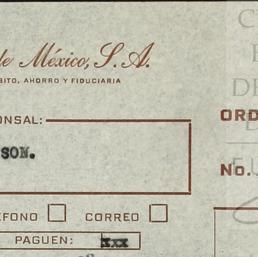 de México, S. A.
SITO, AHORRO Y FIDUCIARIA
ONSAL:
ORD
SON.
No.
EFONO CORREO
PAGUEN: xxx